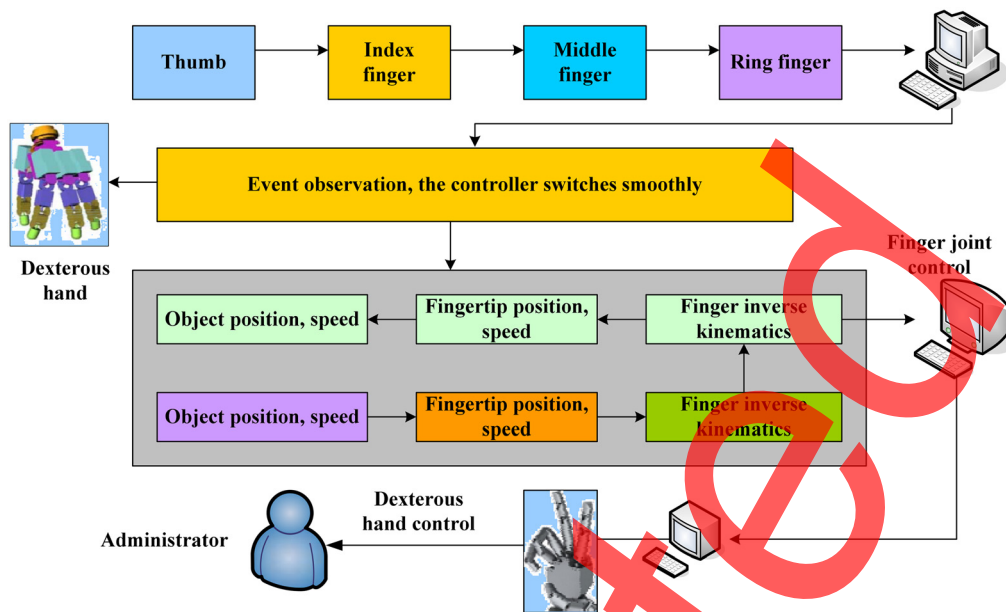 Thumb
Index
finger
Middle
finger
Ring finger
Event observation, the controller switches smoothly
Dexterous
hand
Finger joint
control
Object position, speed
Fingertip position,
speed
Finger inverse
kinematics
Object position, speed
Fingertip position,
speed
Finger inverse
kinematics
Dexterous
hand control
Administrator
ted